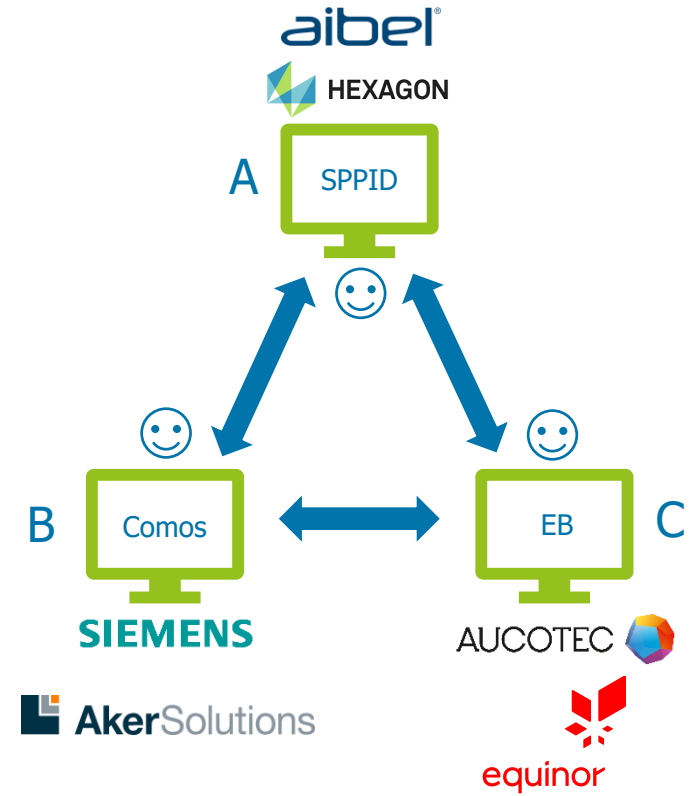 aibel®
HEXAGON
A
SPPID
B
Comos
EB
C
SIEMENS
AUCOTEC
AkerSolutions
equinor